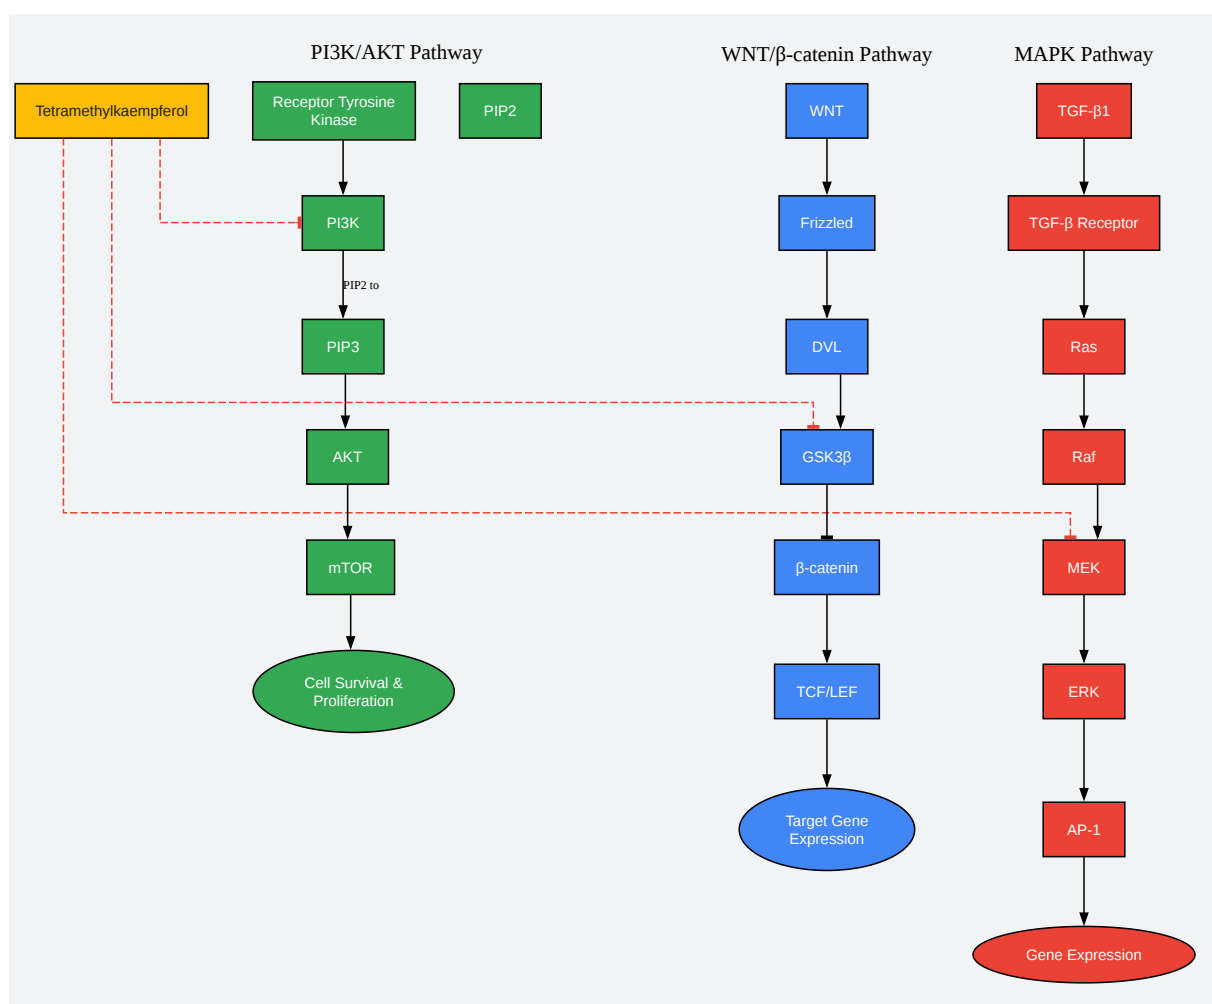 PI3K/AKT Pathway
WNT/β-catenin Pathway
MAPK Pathway
Tetramethylkaempferol
Receptor Tyrosine
Kinase
PIP2
WNT
TGF-β1
PI3K
Frizzled
TGF-β Receptor
PIP2 to
PIP3
DVL
Ras
AKT
GSK3β
Raf
mTOR
β-catenin
MEK
Cell Survival &
Proliferation
TCF/LEF
ERK
Target Gene
Expression
AP-1
Gene Expression